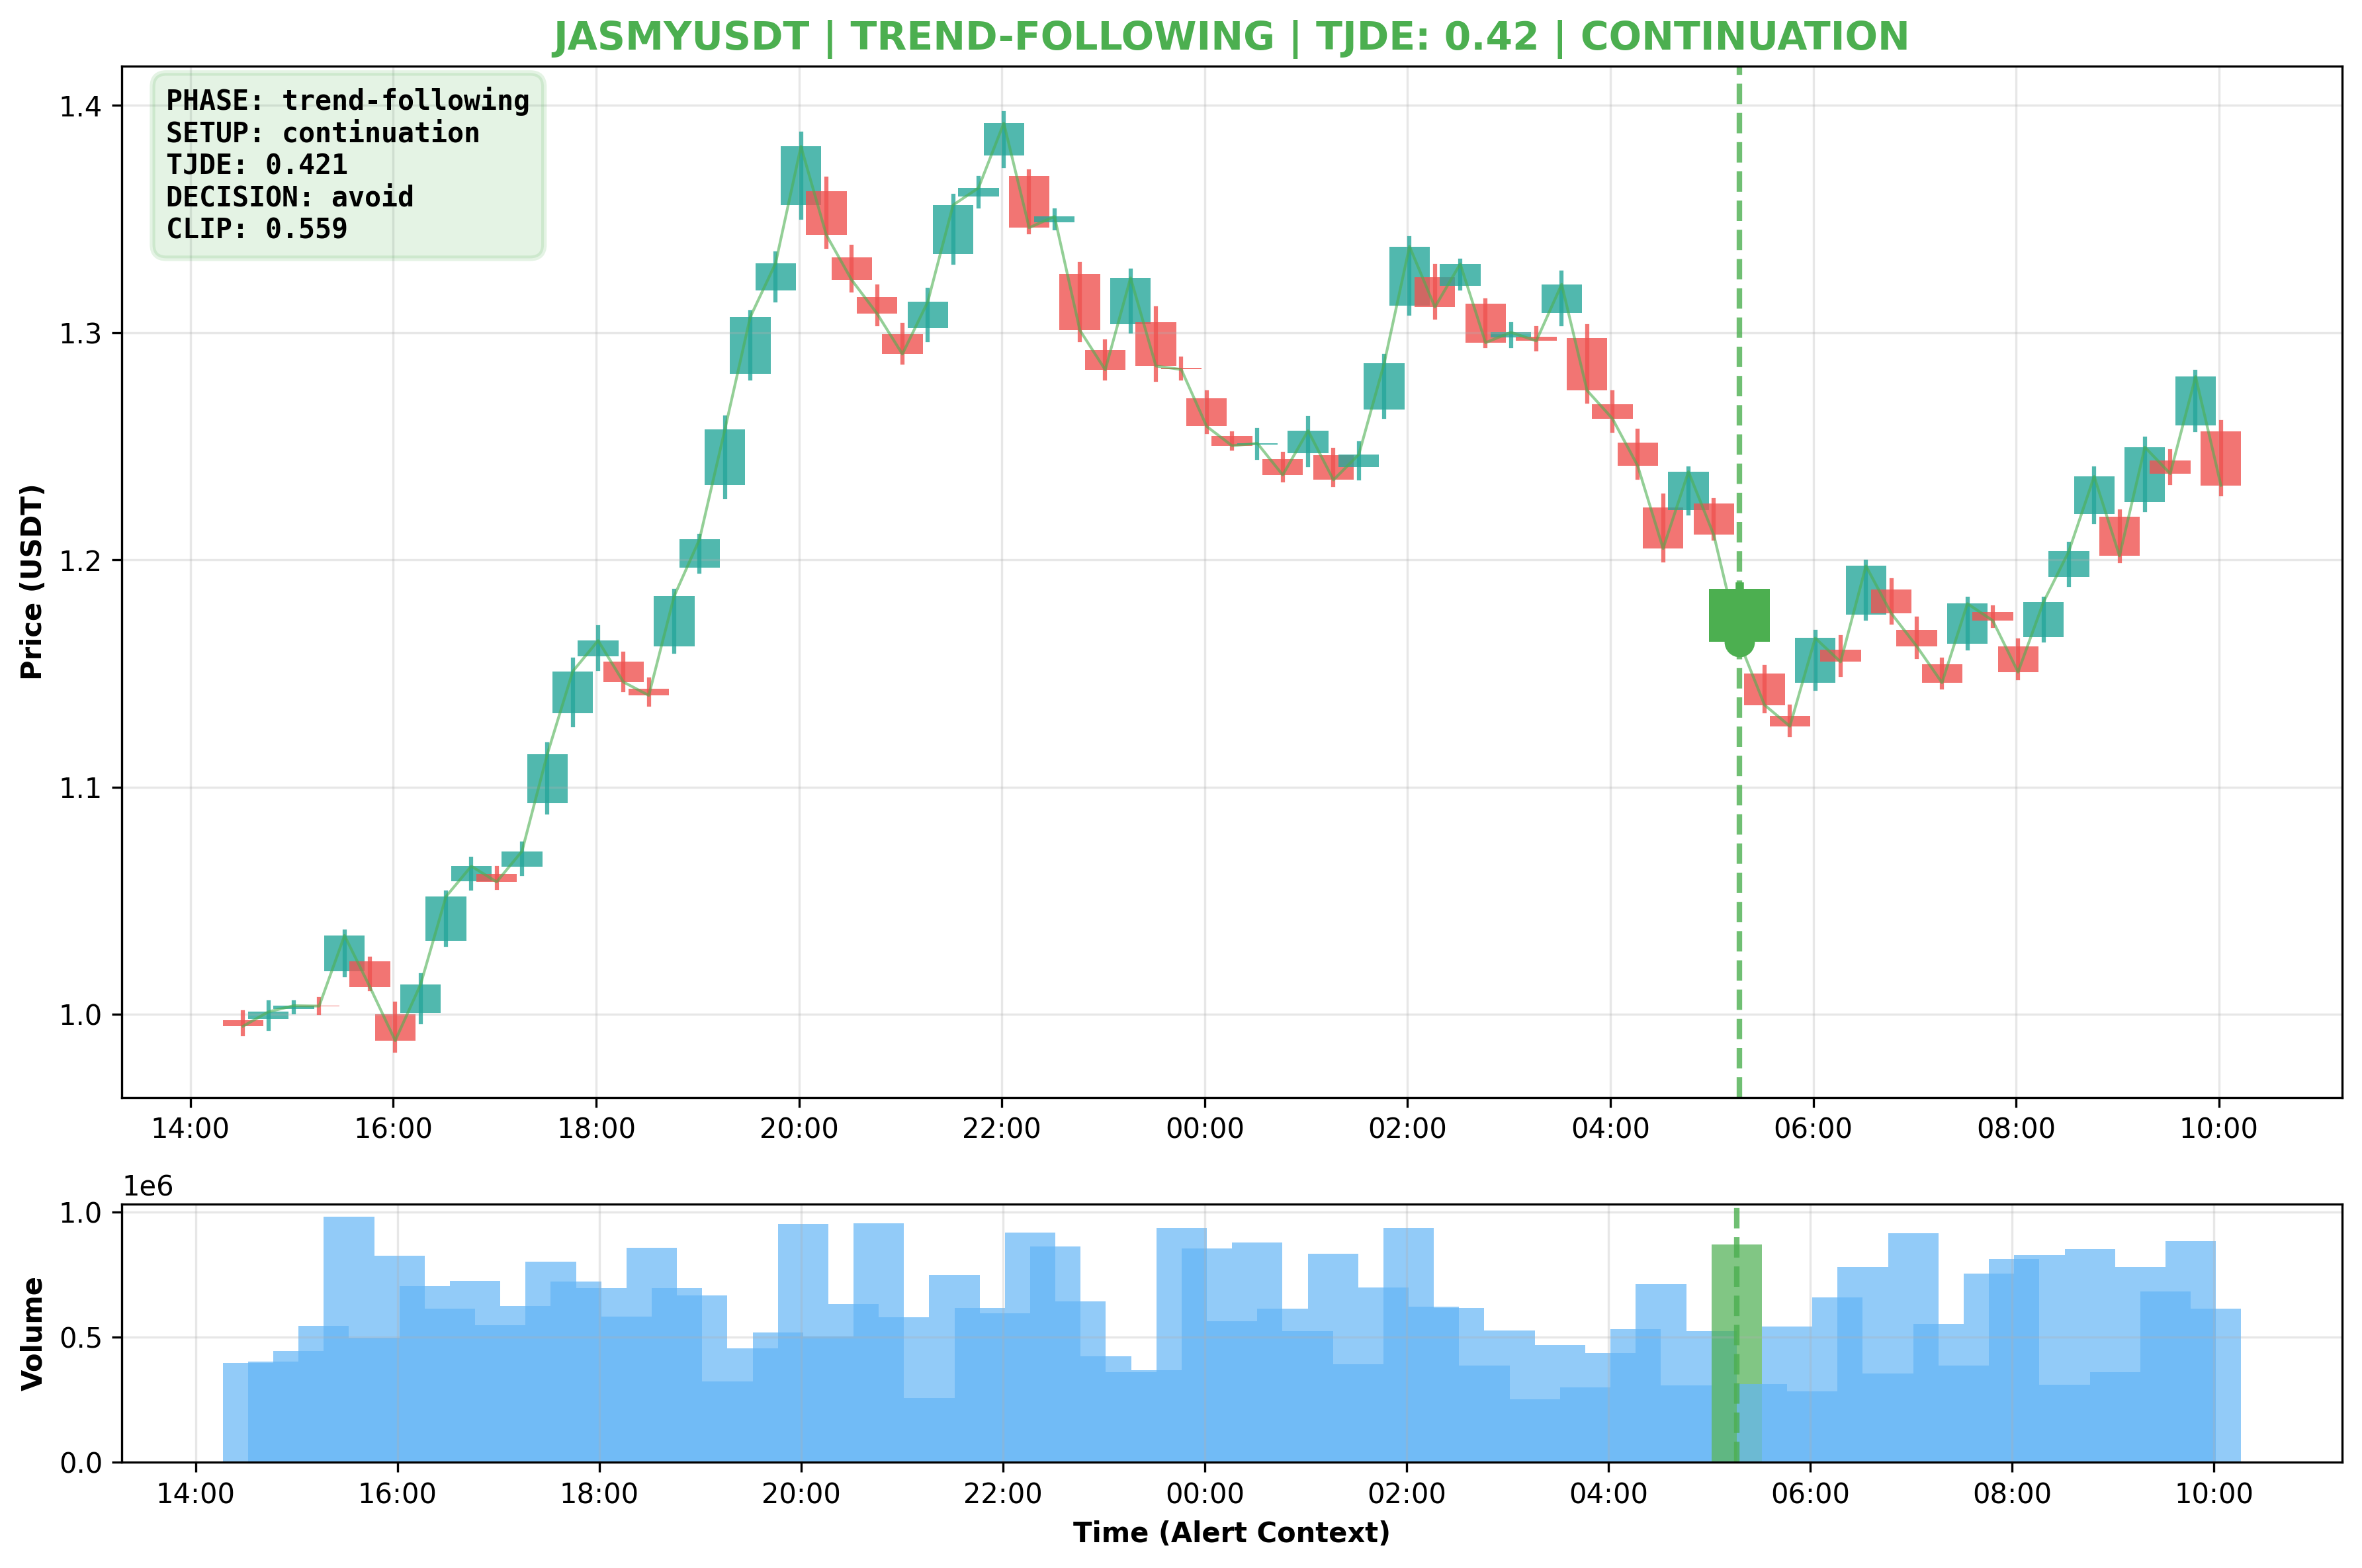 JASMYUSDT | TREND-FOLLOWING | TJDE: 0.42 | CONTINUATION
PHASE: trend-following
SETUP: continuation
TJDE: 0.421
DECISION: avoid
CLIP: 0.559
Price (USDT)
1.4
1.3
1.2
1.1
1.0
14:00 16:00 18:00 20:00 22:00 00:00 02:00 04:00 06:00 08:00 10:00
1e6
Volume
1.0
0.5
0.0
14:00 16:00 18:00 20:00 22:00 00:00 02:00 04:00 06:00 08:00 10:00
Time (Alert Context)